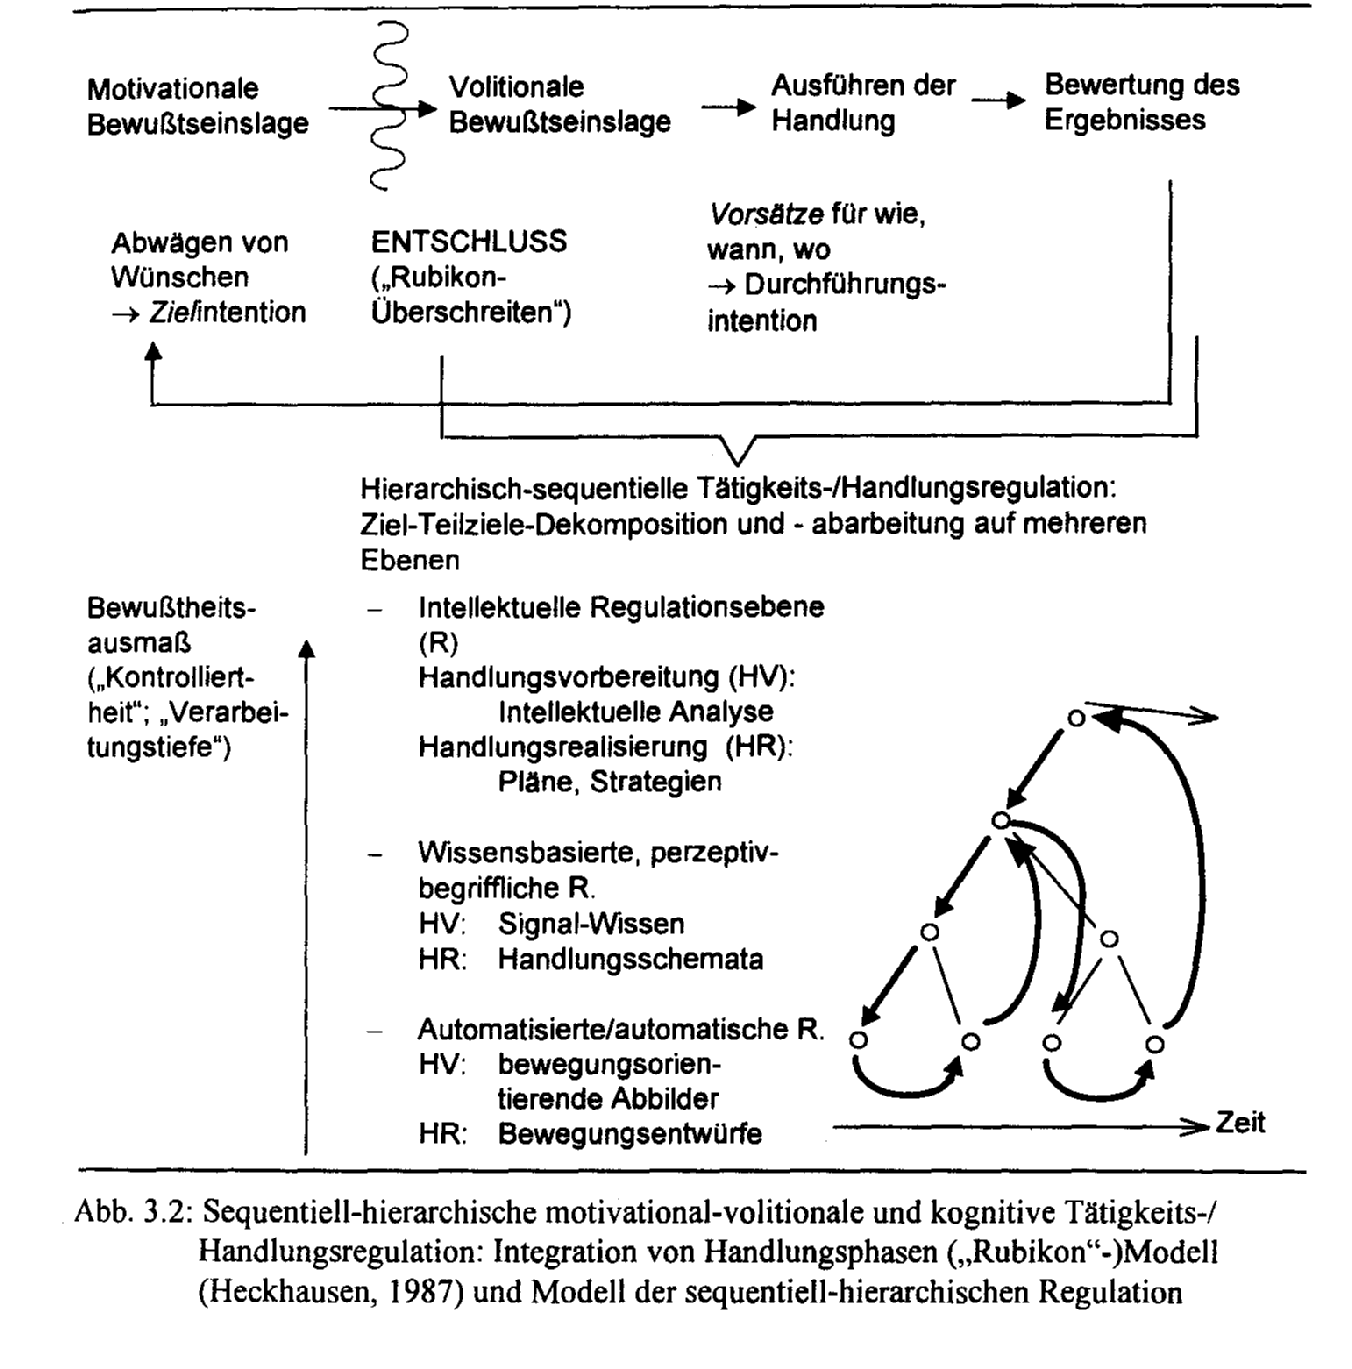 Motivationale
Bewußtseinslage
Volitionale
Bewußtseinslage
Ausführen der
Handlung
Bewertung des
Ergebnisses
Abwägen von
Wünschen
→ Zielintention
ENTSCHLUSS
(„Rubikon-
Überschreiten“)
Vorsätze für wie,
wann, wo
→ Durchführungs-
intention
Hierarchisch-sequentielle Tätigkeits-/Handlungsregulation:
Ziel-Teilziele-Dekomposition und - abarbeitung auf mehreren
Ebenen
Bewußtheits-
ausmaß
(„Kontrolliert-
heit“; „Verarbei-
tungstiefe“)
– Intellektuelle Regulationsebene
(R)
Handlungsvorbereitung (HV):
Intellektuelle Analyse
Handlungsrealisierung (HR):
Pläne, Strategien
– Wissensbasierte, perzeptiv-
begriffliche R.
HV: Signal-Wissen
HR: Handlungsschemata
– Automatisierte/automatische R.
HV: bewegungsorien-
tierende Abbilder
HR: Bewegungsentwürfe
Zeit
Abb. 3.2: Sequentiell-hierarchische motivational-volitionale und kognitive Tätigkeits-/
Handlungsregulation: Integration von Handlungsphasen („Rubikon“-)Modell
(Heckhausen, 1987) und Modell der sequentiell-hierarchischen Regulation